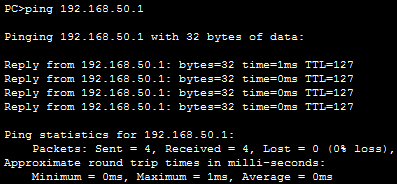 PC>ping 192.168.50.1
Pinging 192.168.50.1 with 32 bytes of data:
Reply from 192.168.50.1: bytes=32 time=1ms TTL=127
Reply from 192.168.50.1: bytes=32 time=0ms TTL=127
Reply from 192.168.50.1: bytes=32 time=0ms TTL=127
Reply from 192.168.50.1: bytes=32 time=0ms TTL=127
Ping statistics for 192.168.50.1:
    Packets: Sent = 4, Received = 4, Lost = 0 (0% loss),
Approximate round trip times in milli-seconds:
    Minimum = 0ms, Maximum = 1ms, Average = 0ms